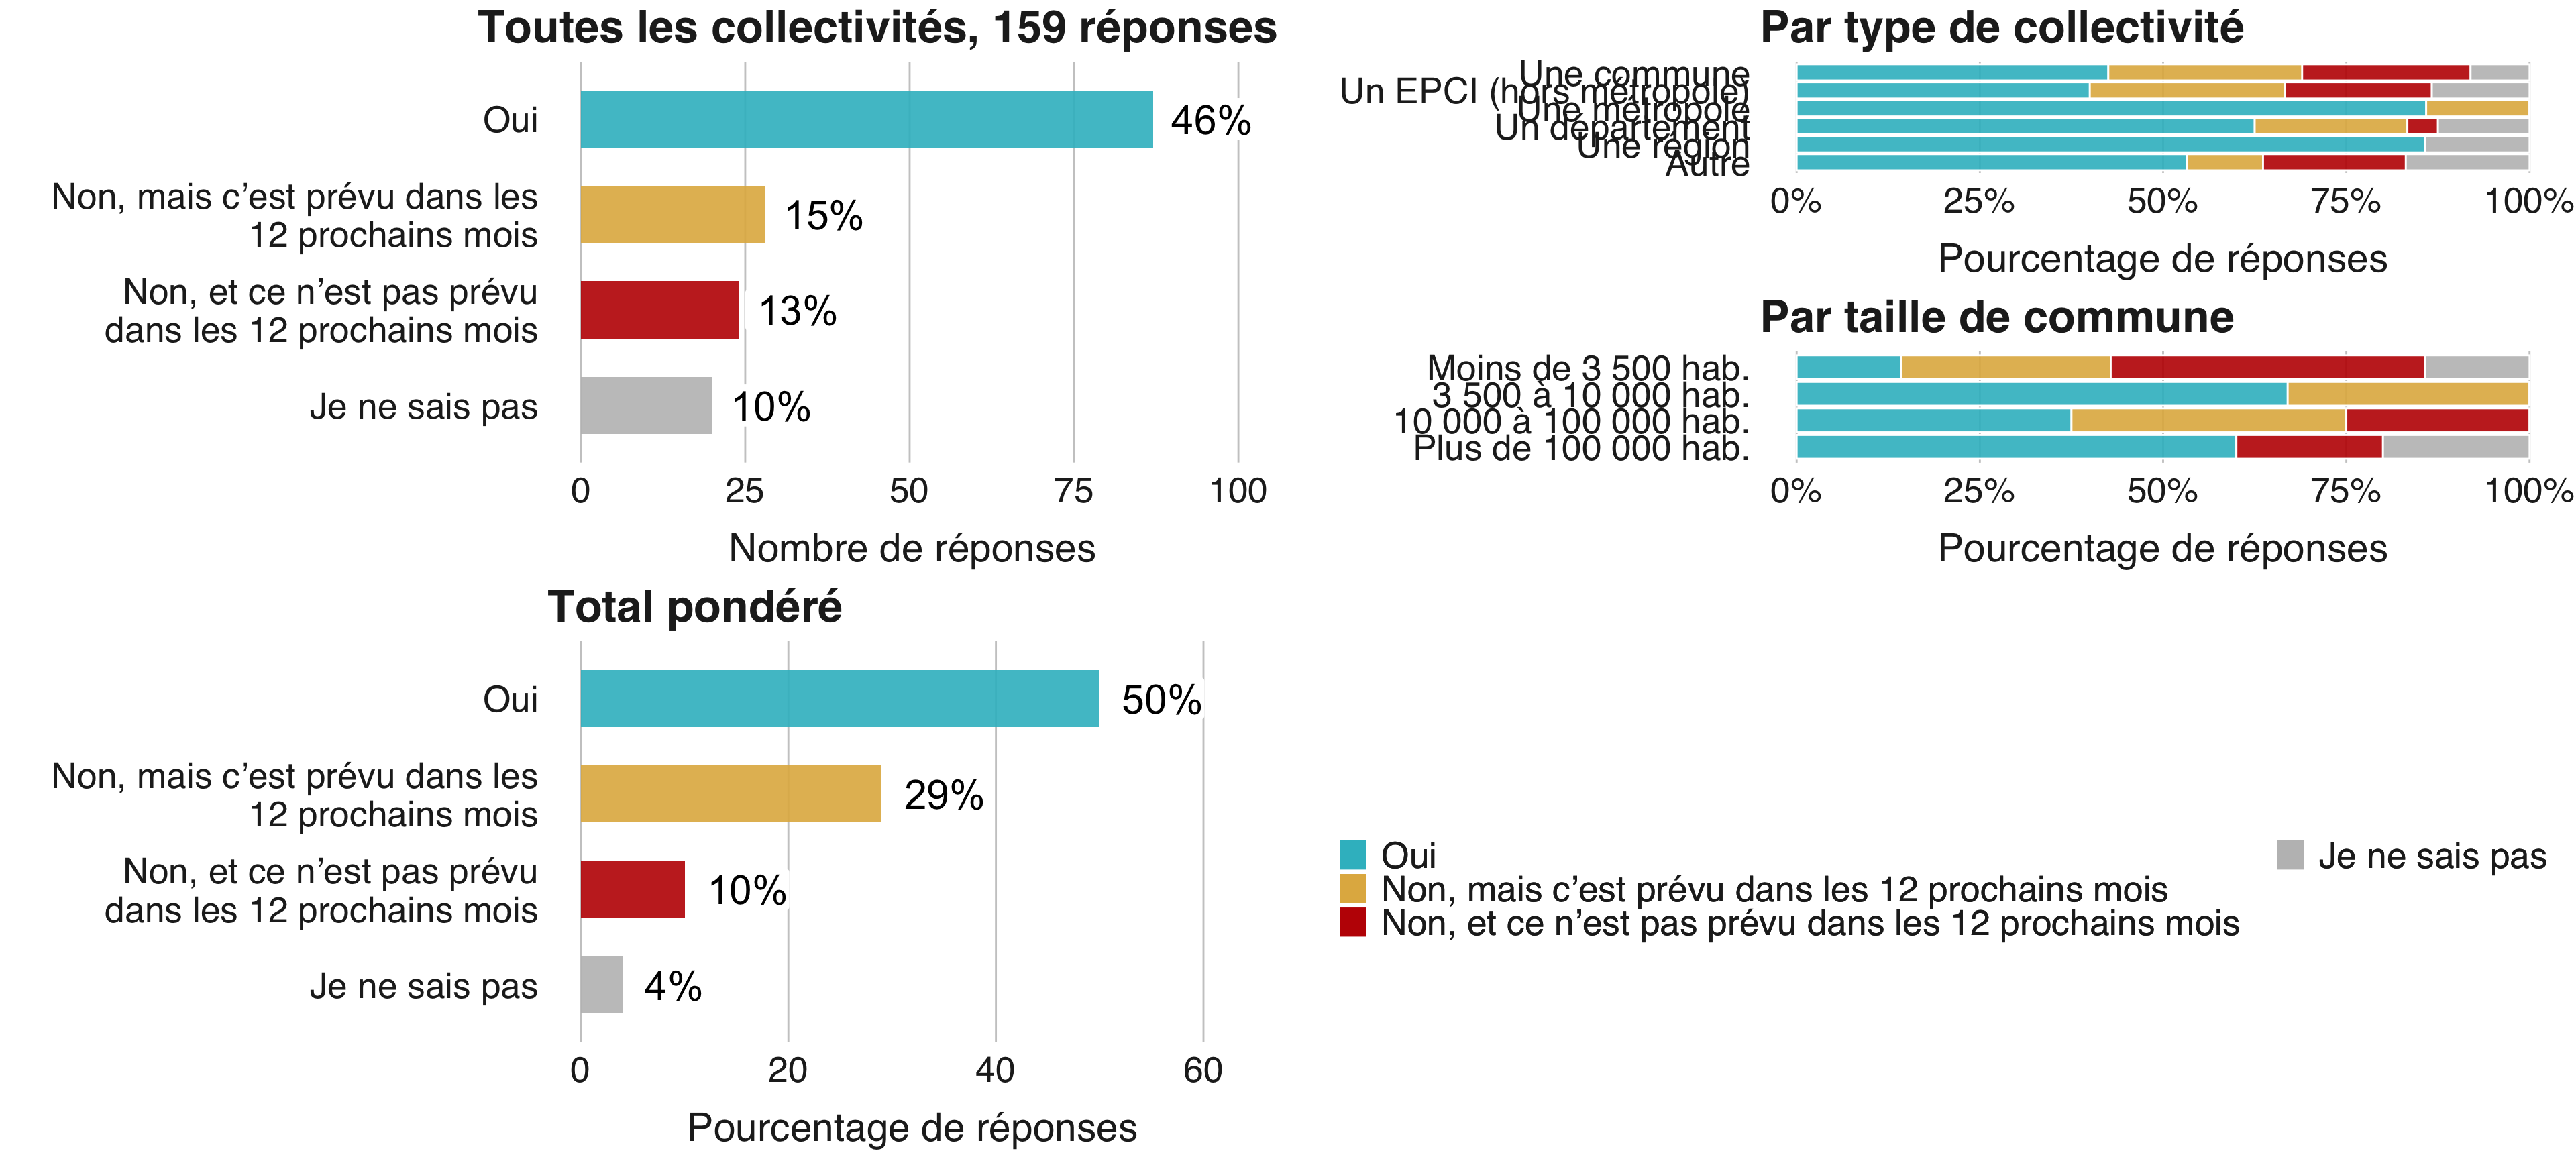 Toutes les collectivités, 159 réponses
Oui
46%
Non, mais c’est prévu dans les
12 prochains mois
15%
Non, et ce n’est pas prévu
dans les 12 prochains mois
13%
Je ne sais pas
10%
0 25 50 75 100
Nombre de réponses
Par type de collectivité
Une commune
Un EPCI (hors métropole)
Une métropole
Un département
Une région
Autre
0% 25% 50% 75% 100%
Pourcentage de réponses
Par taille de commune
Moins de 3 500 hab.
3 500 à 10 000 hab.
10 000 à 100 000 hab.
Plus de 100 000 hab.
0% 25% 50% 75% 100%
Pourcentage de réponses
Total pondéré
Oui
50%
Non, mais c’est prévu dans les
12 prochains mois
29%
Non, et ce n’est pas prévu
dans les 12 prochains mois
10%
Je ne sais pas
4%
0 20 40 60
Pourcentage de réponses
Oui
Non, mais c’est prévu dans les 12 prochains mois
Non, et ce n’est pas prévu dans les 12 prochains mois
Je ne sais pas